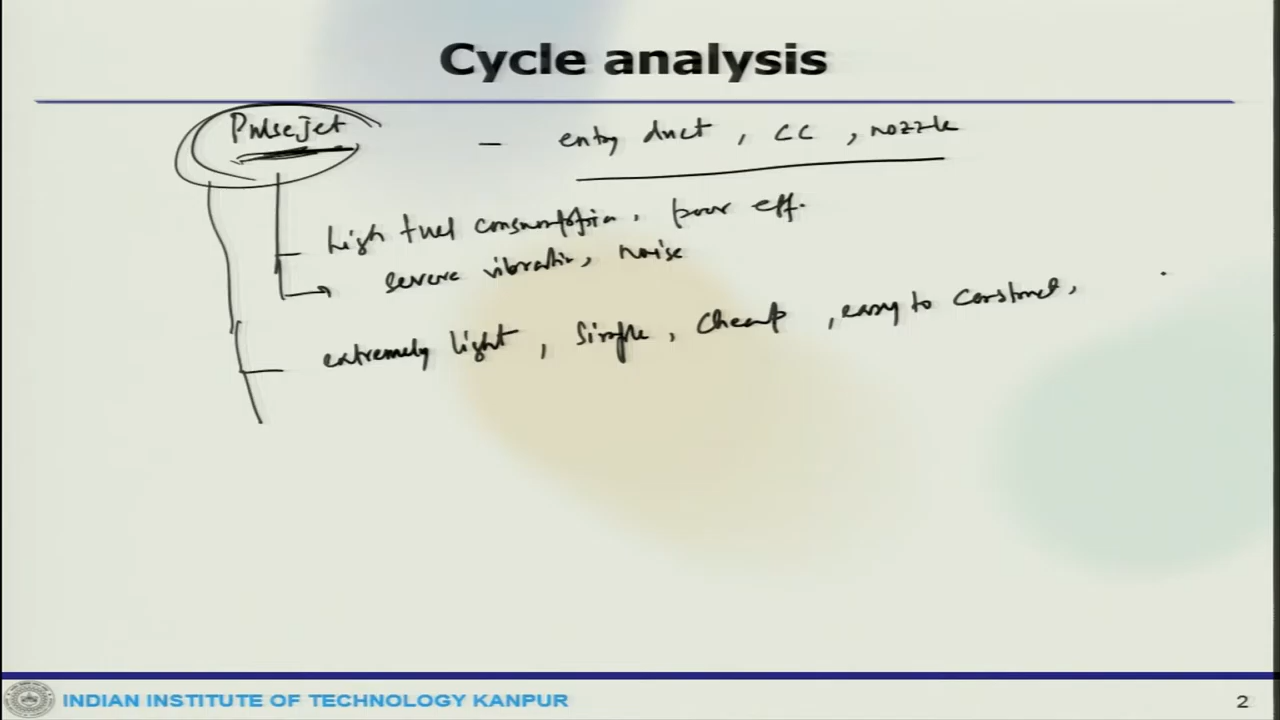 Cycle analysis
Pulsejet – entry duct, CC, nozzle
high fuel consumption, poor eff.
severe vibration, noise
extremely light, simple, cheap, easy to construct,
INDIAN INSTITUTE OF TECHNOLOGY KANPUR
2